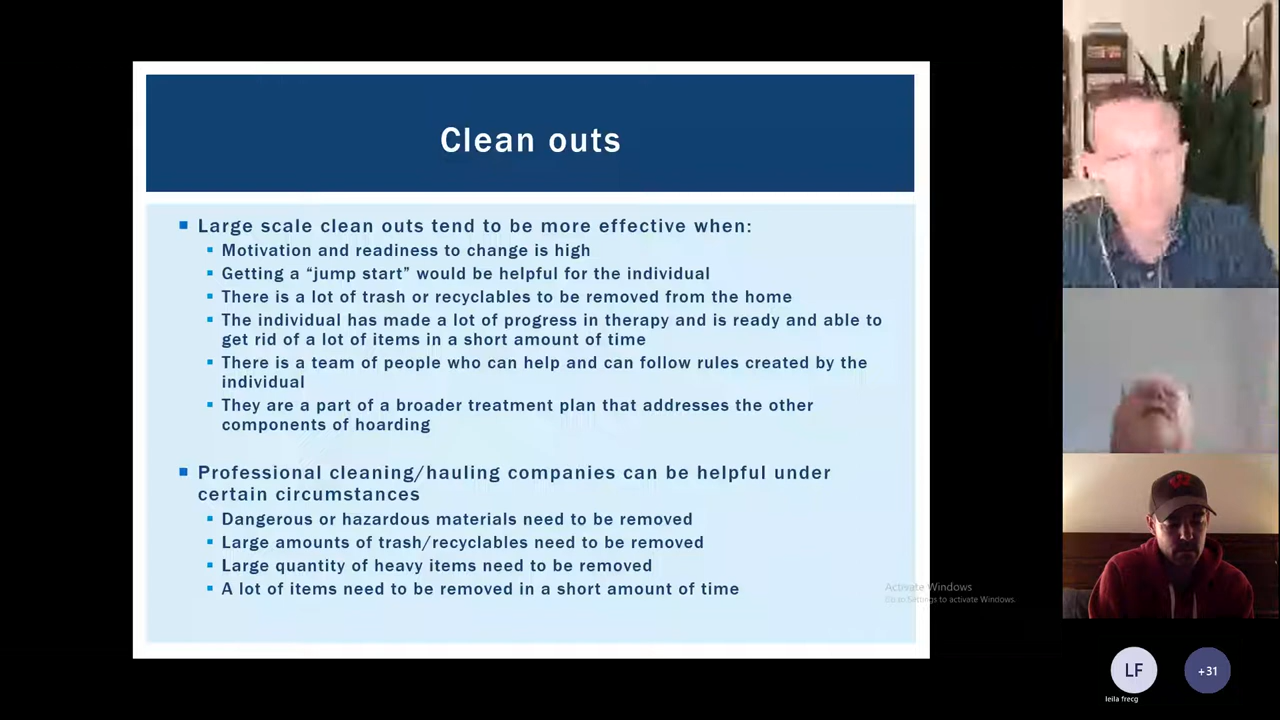 Clean outs
Large scale clean outs tend to be more effective when:
Motivation and readiness to change is high
Getting a “jump start” would be helpful for the individual
There is a lot of trash or recyclables to be removed from the home
The individual has made a lot of progress in therapy and is ready and able to
get rid of a lot of items in a short amount of time
There is a team of people who can help and can follow rules created by the
individual
They are a part of a broader treatment plan that addresses the other
components of hoarding
Professional cleaning/hauling companies can be helpful under
certain circumstances
Dangerous or hazardous materials need to be removed
Large amounts of trash/recyclables need to be removed
Large quantity of heavy items need to be removed
A lot of items need to be removed in a short amount of time
Activate Windows
Go to Settings to activate Windows.
LF
+31
leila frecg